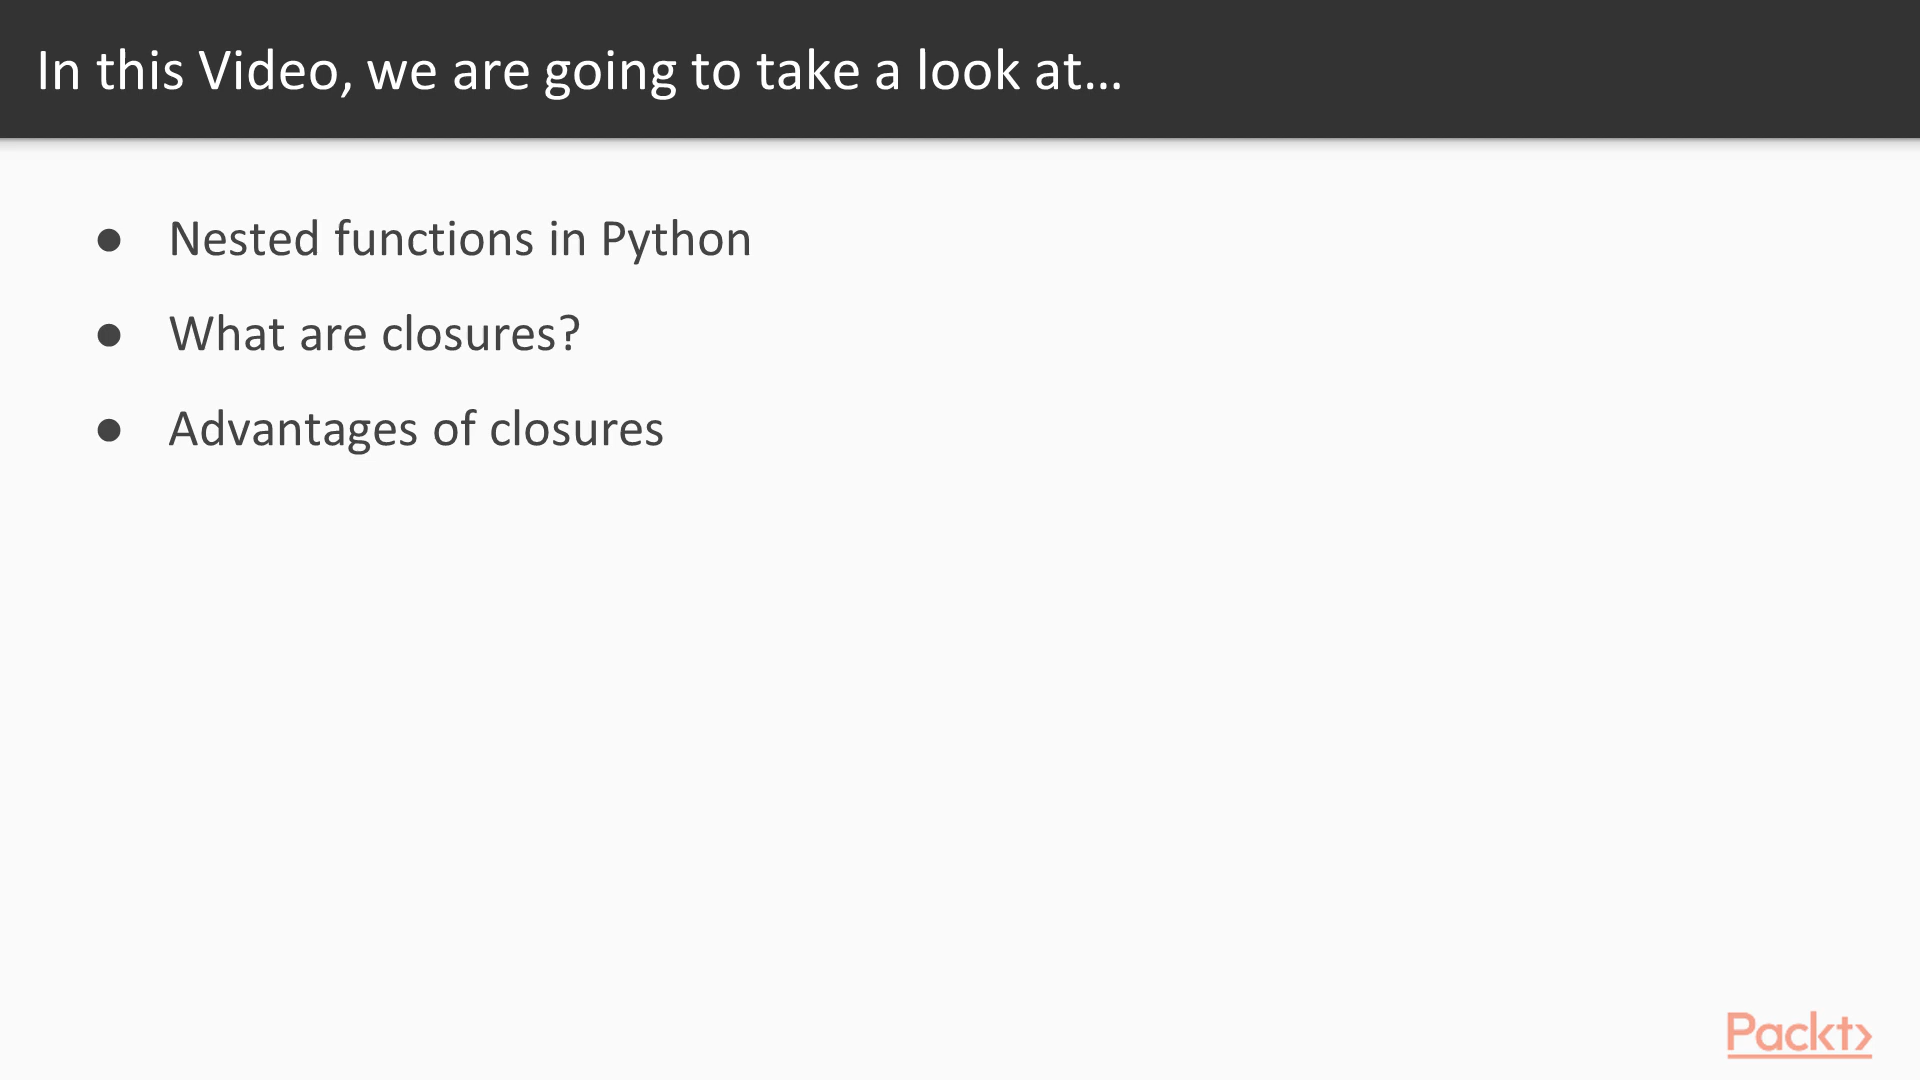 In this Video, we are going to take a look at...
● Nested functions in Python
● What are closures?
● Advantages of closures
Packt>